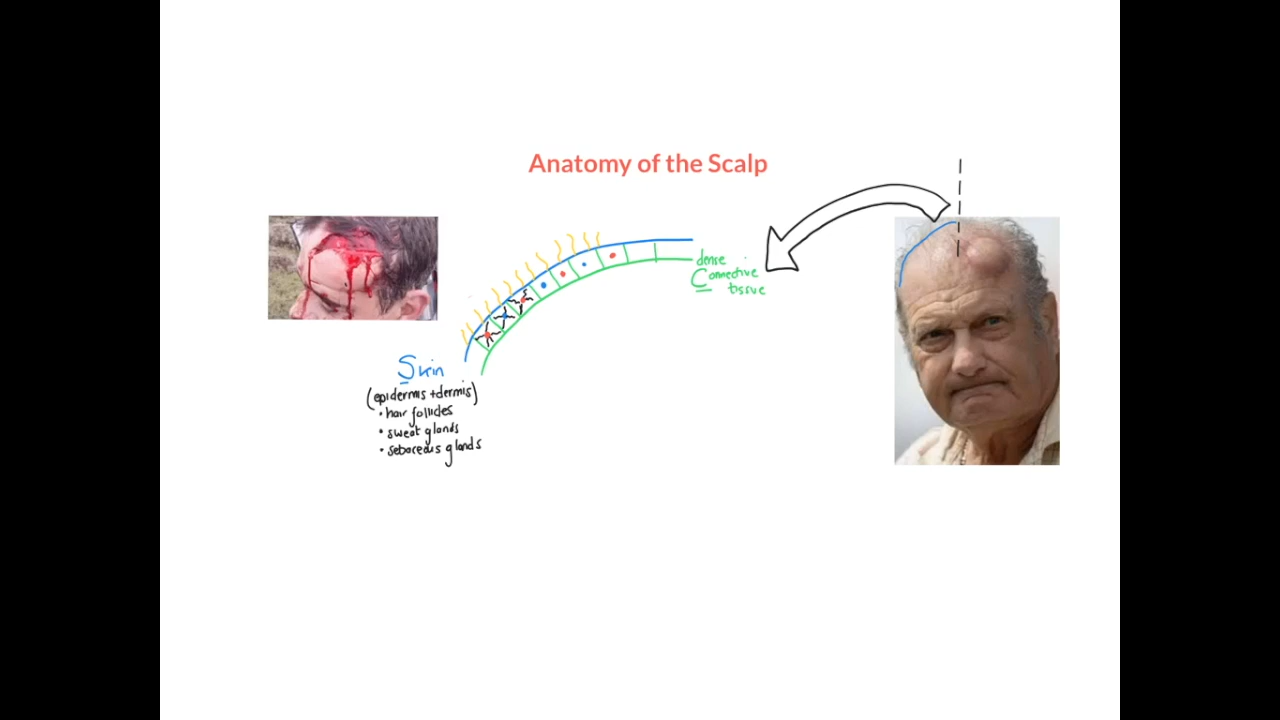 Anatomy of the Scalp
dense
Connective
tissue
Skin
(epidermis + dermis)
• hair follicles
• sweat glands
• sebaceous glands